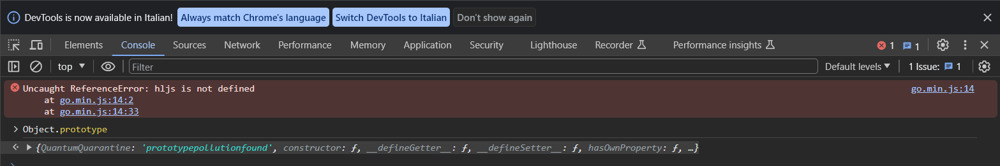 DevTools is now available in Italian! Always match Chrome's language Switch DevTools to Italian Don't show again
Elements Console Sources Network Performance Memory Application Security Lighthouse Recorder Performance insights 1 1
top Filter Default levels 1 Issue: 1
Uncaught ReferenceError: hljs is not defined go.min.js:14
at go.min.js:14:2
at go.min.js:14:33
> Object.prototype
{QuantumQuarantine: 'prototypepollutionfound', constructor: ƒ, __defineGetter__: ƒ, __defineSetter__: ƒ, hasOwnProperty: ƒ, …}